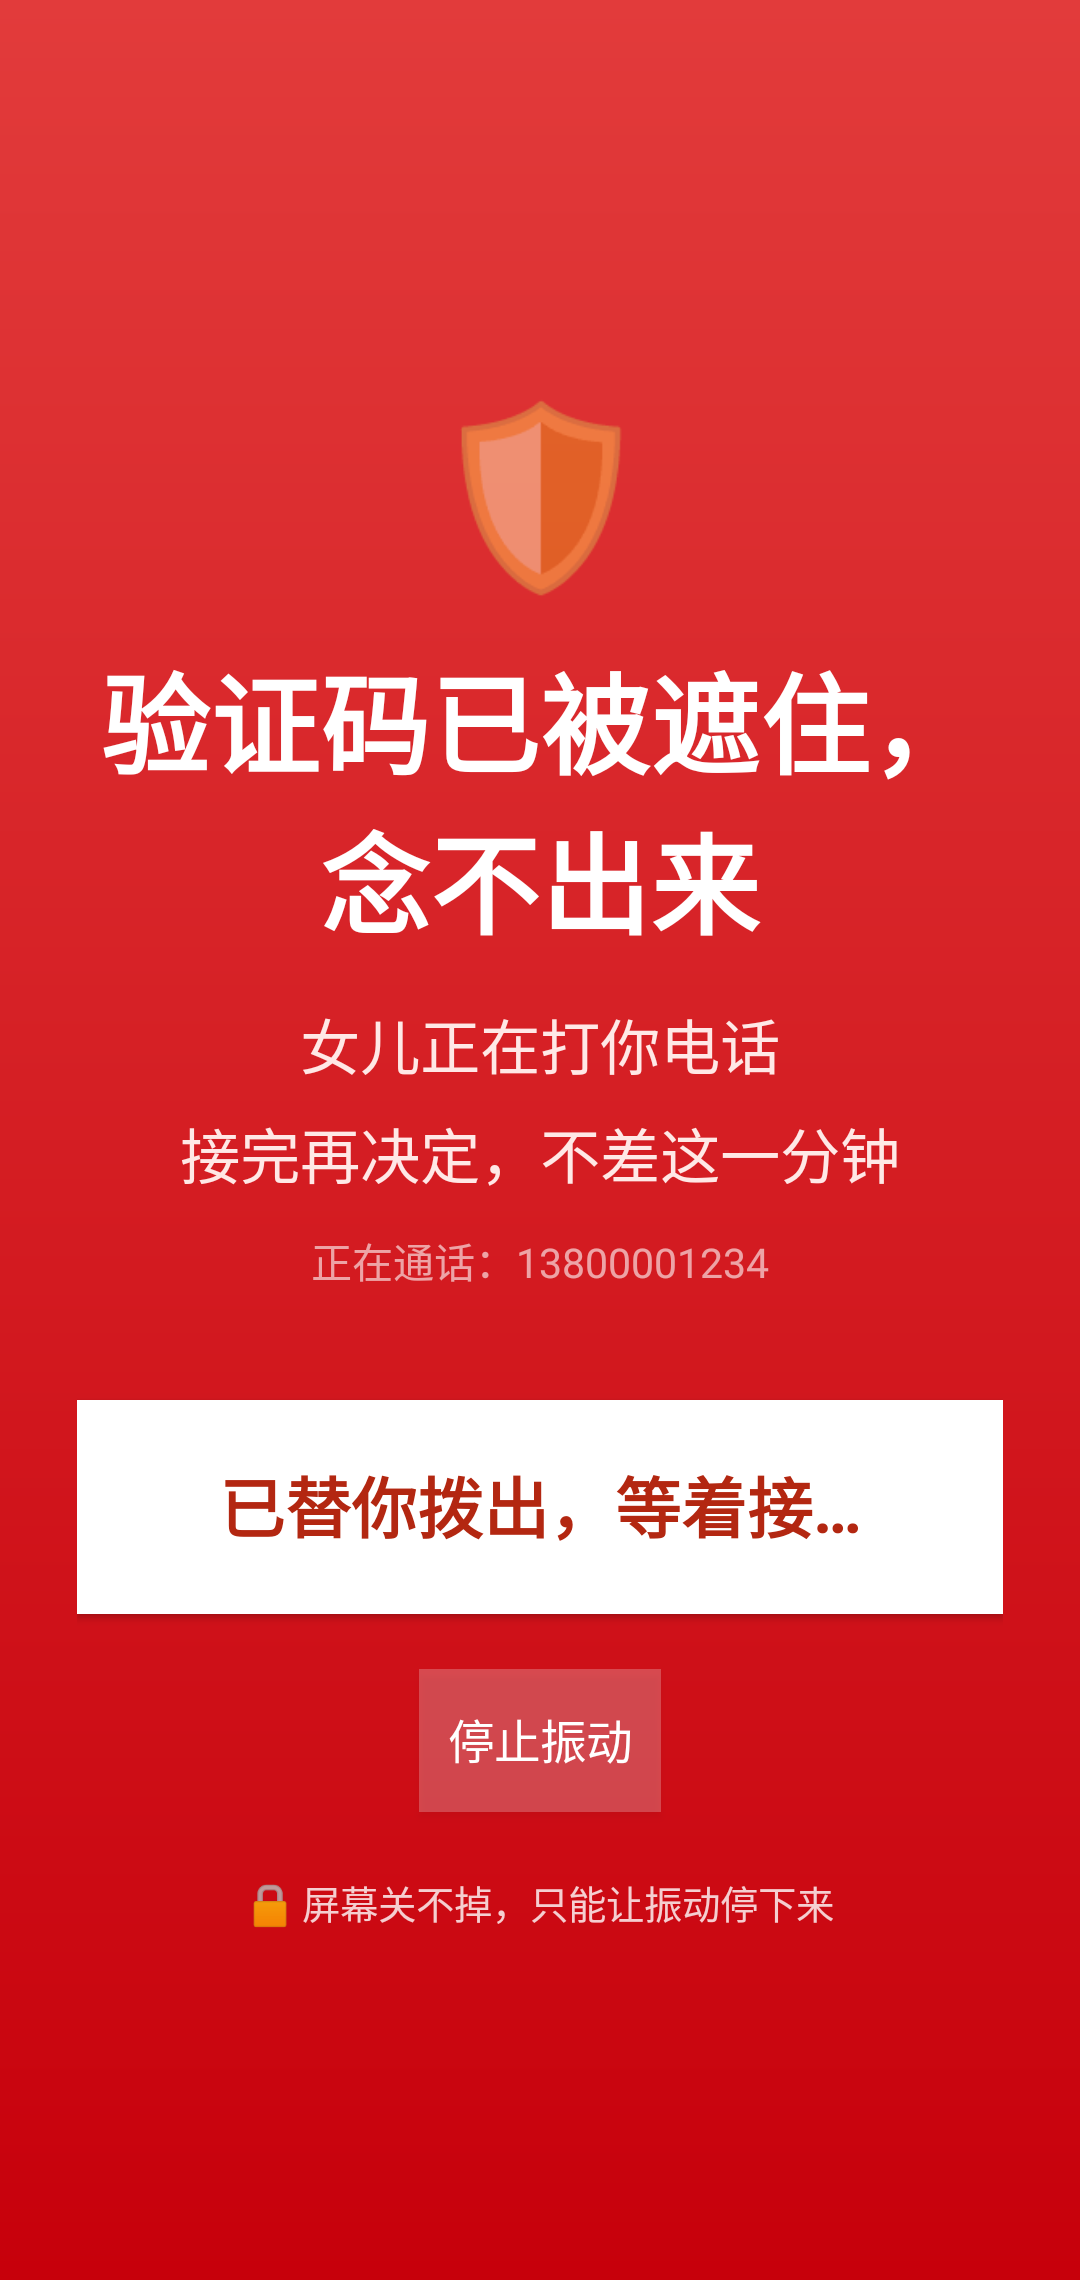 验证码已被遮住，
念不出来
女儿正在打你电话
接完再决定，不差这一分钟
正在通话：13800001234
已替你拨出，等着接…
停止振动
🔒 屏幕关不掉，只能让振动停下来